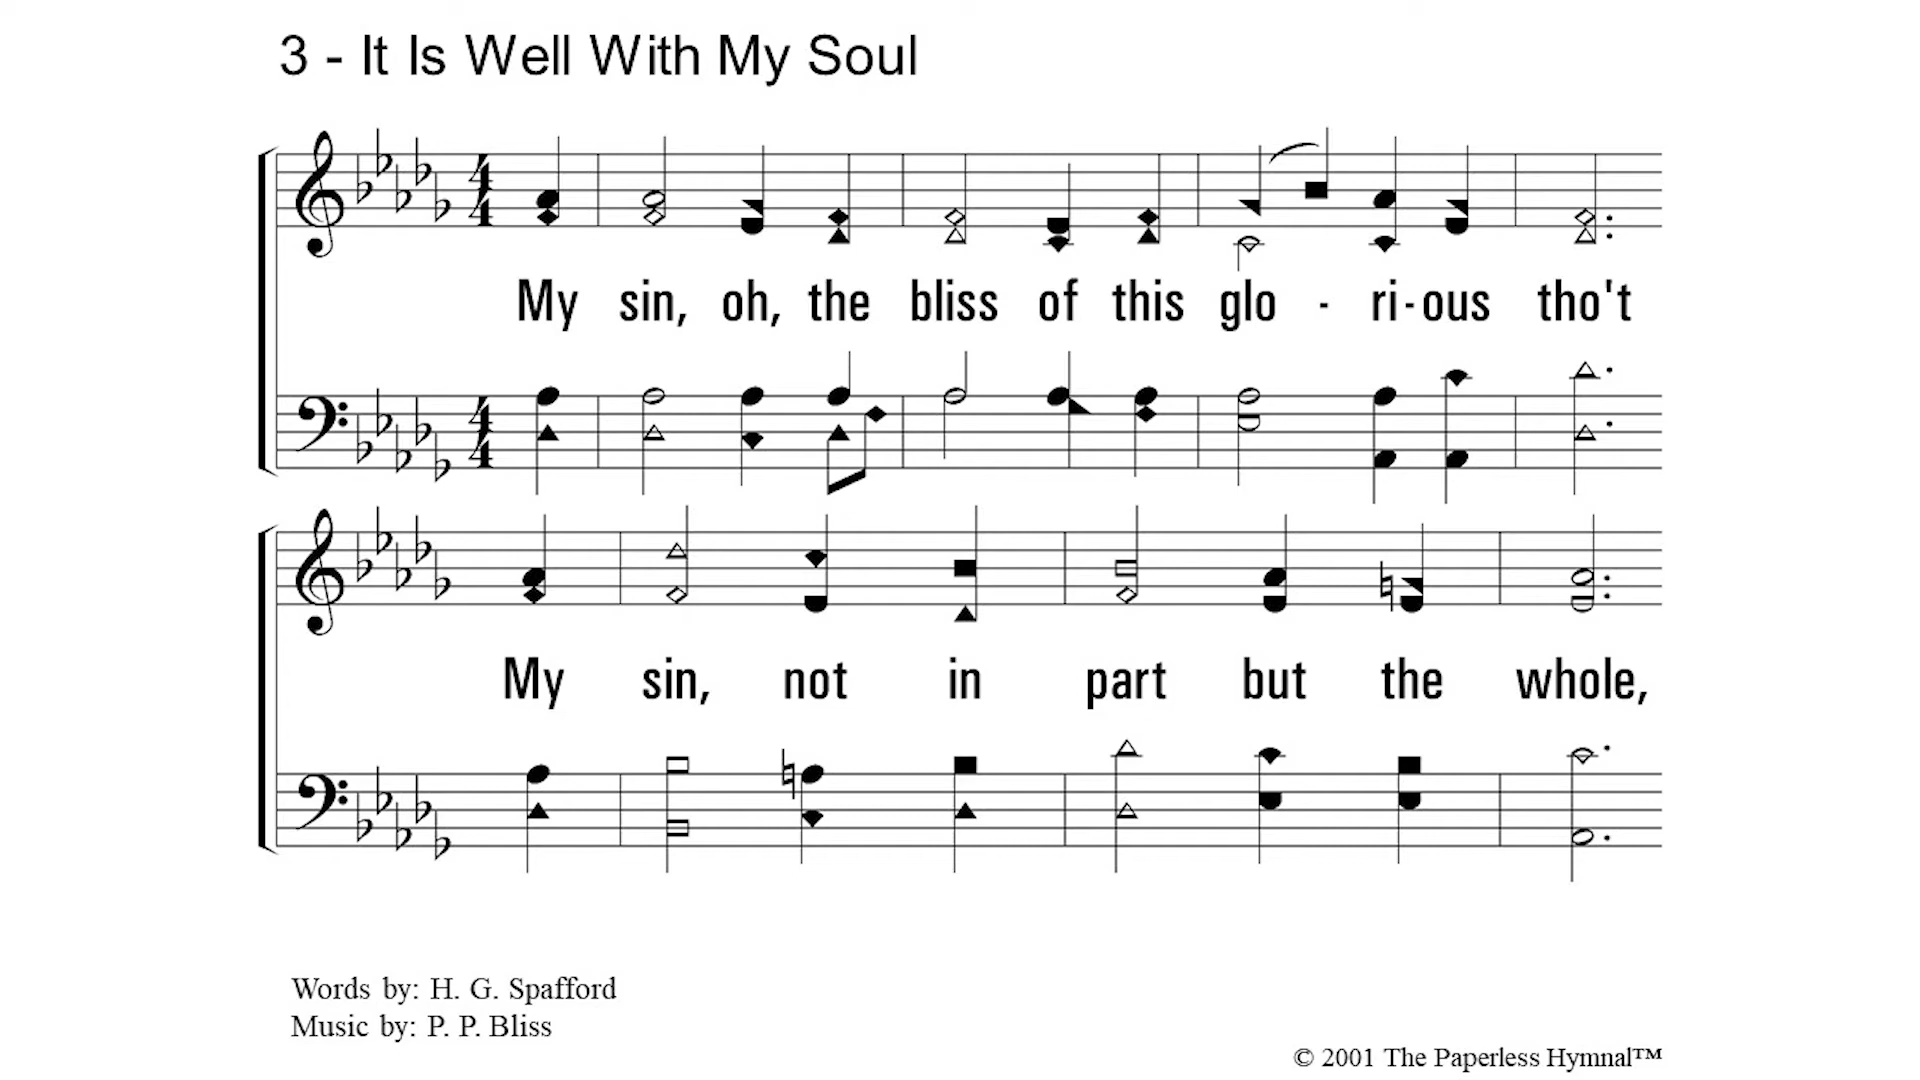 3 - It Is Well With My Soul
My sin, oh, the bliss of this glo - ri-ous tho't
My sin, not in part but the whole,
Words by: H. G. Spafford
Music by: P. P. Bliss
© 2001 The Paperless Hymnal™